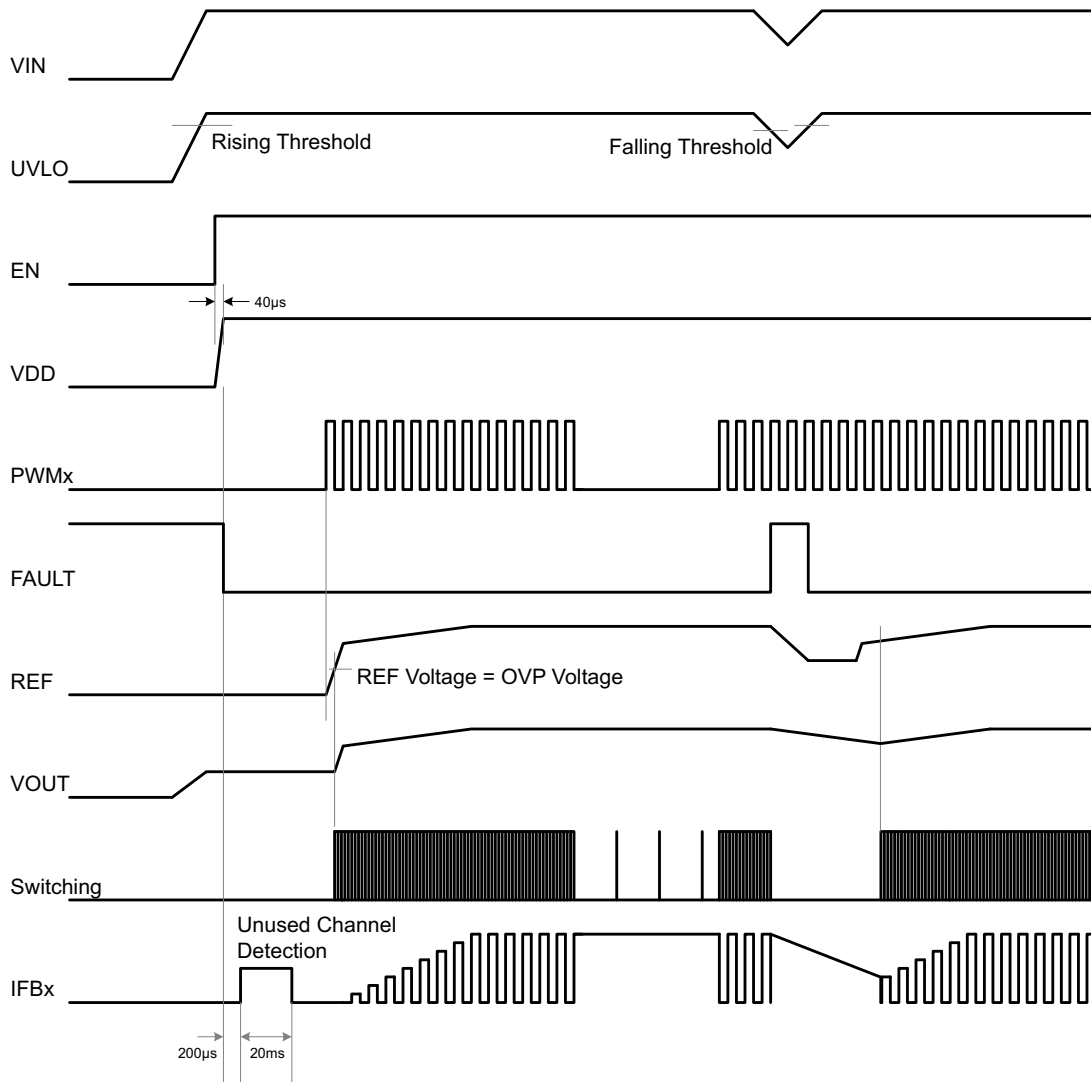 VIN
Rising Threshold
Falling Threshold
UVLO
EN
40µs
VDD
PWMx
FAULT
REF
REF Voltage = OVP Voltage
VOUT
Switching
Unused Channel
Detection
IFBx
200µs
20ms